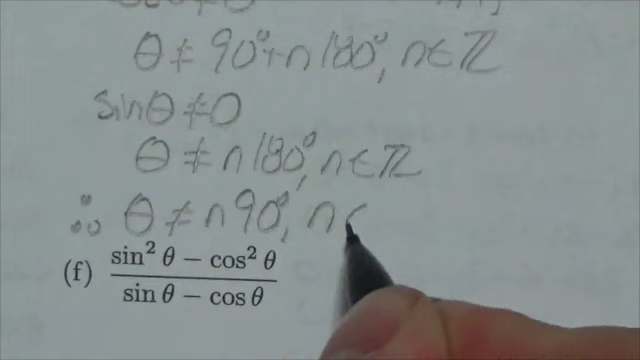 θ ≠ 90° + n180°, n ∈ ℤ
sinθ ≠ 0
θ ≠ n180°, n ∈ ℤ
∴ θ ≠ n90°, n ∈
(f) (sin² θ − cos² θ) / (sin θ − cos θ)